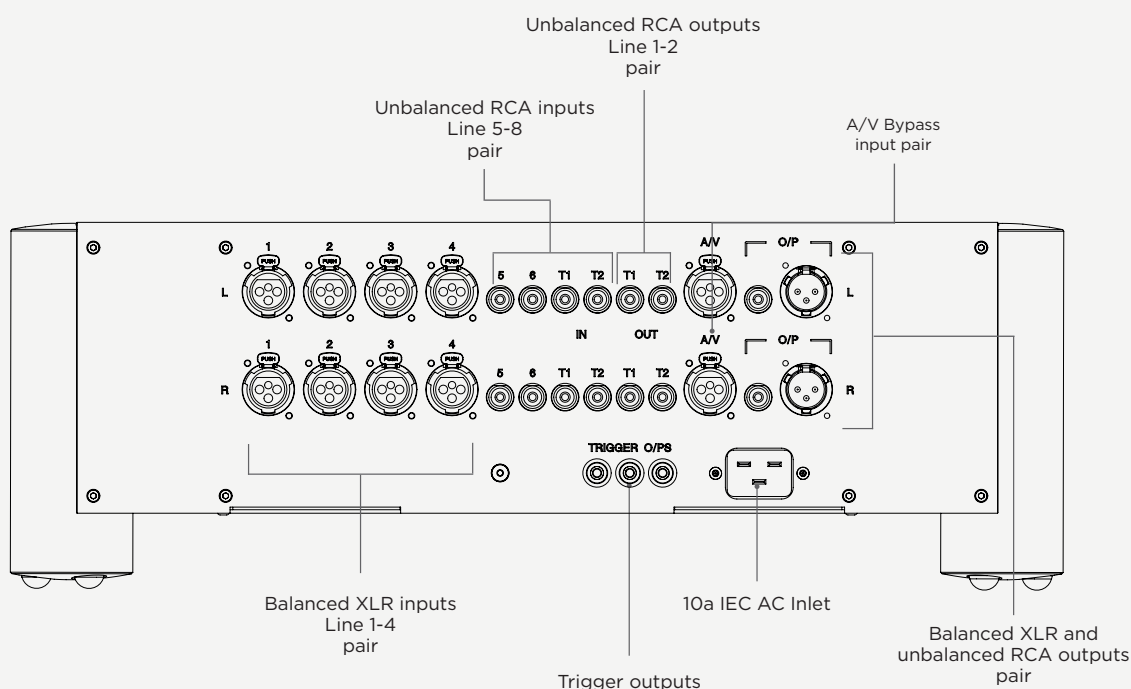 Unbalanced RCA outputs
Line 1-2
pair
Unbalanced RCA inputs
Line 5-8
pair
A/V Bypass
input pair
1 2 3 4 A/V O/P
PUSH PUSH PUSH PUSH PUSH
5 6 T1 T2 T1 T2
L L
IN OUT
1 2 3 4 A/V O/P
PUSH PUSH PUSH PUSH PUSH
5 6 T1 T2 T1 T2
R R
TRIGGER O/PS
Balanced XLR inputs
Line 1-4
pair
10a IEC AC Inlet
Balanced XLR and
unbalanced RCA outputs
pair
Trigger outputs